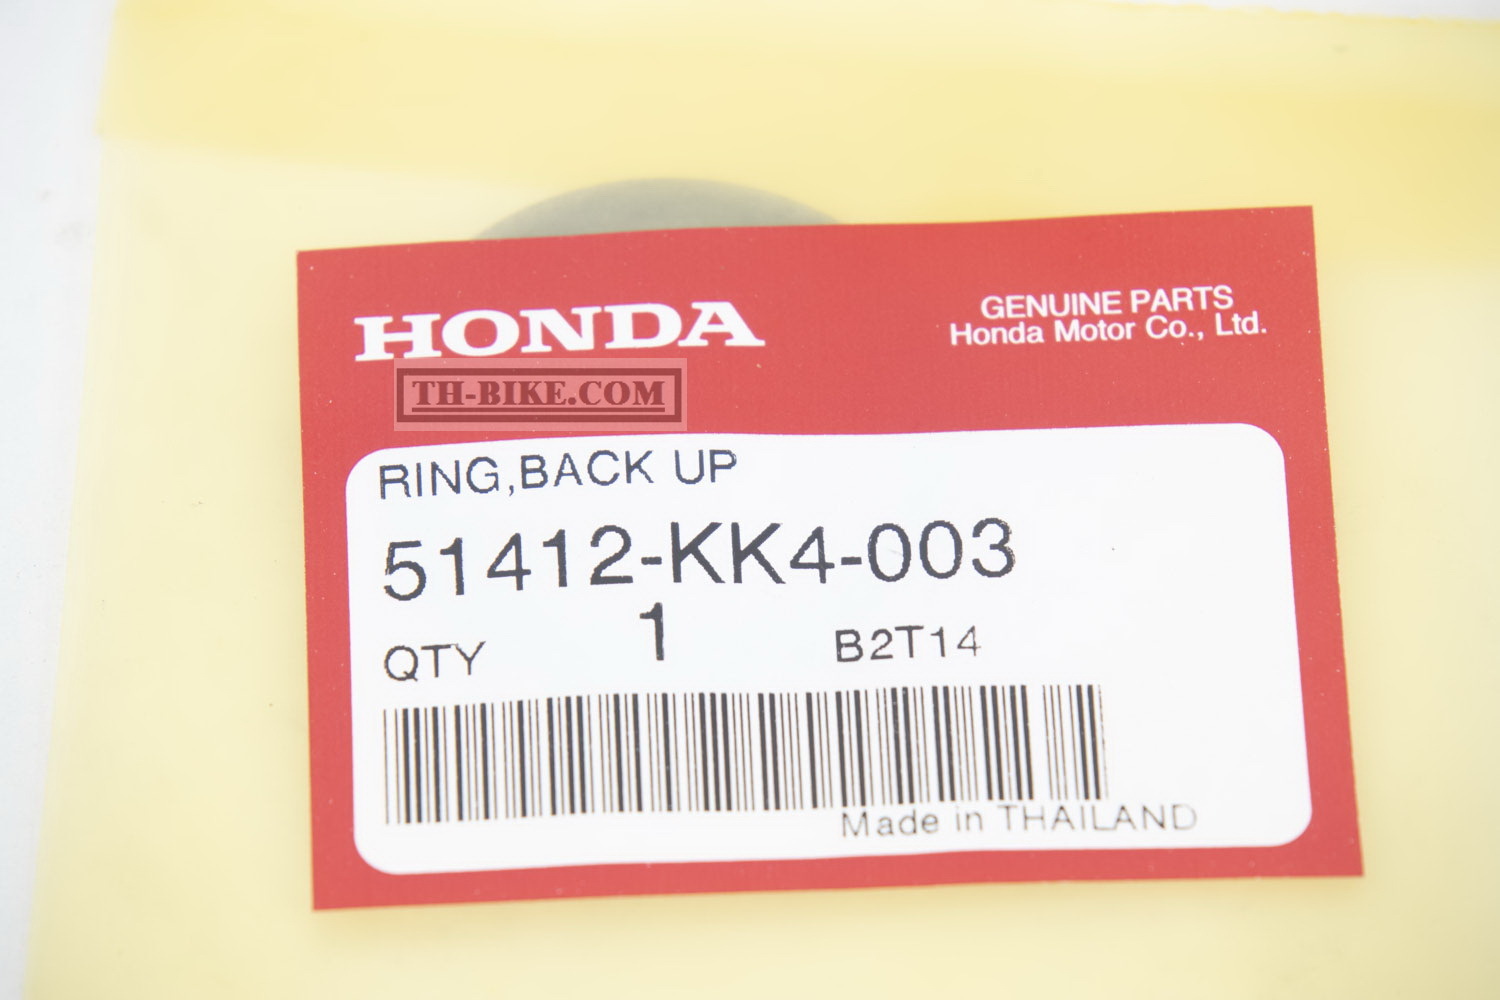 HONDA
GENUINE PARTS
Honda Motor Co., Ltd.
TH-BIKE.COM
RING,BACK UP
51412-KK4-003
QTY 1 B2T14
Made in THAILAND